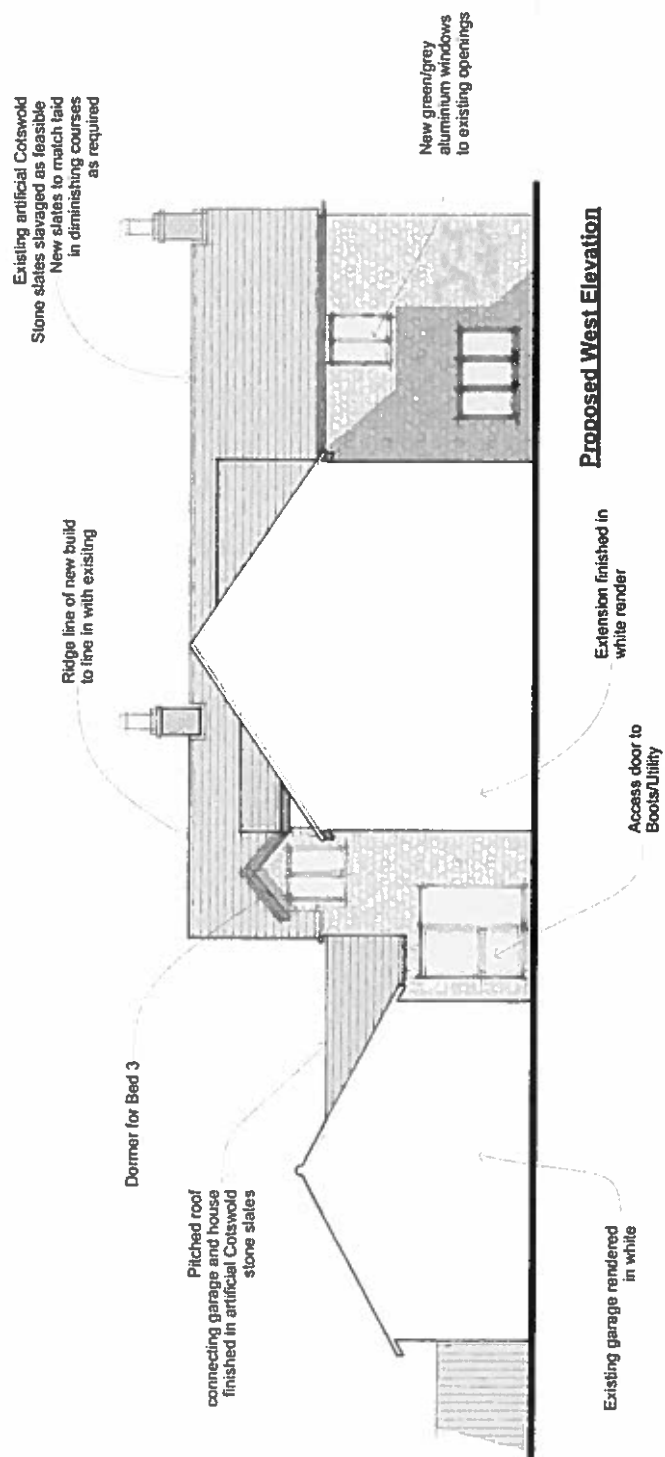 Existing artificial Cotswold
Stone slates slavaged as feasible
New slates to match laid
in diminishing courses
as required
Ridge line of new build
to line in with exisitng
Dormer for Bed 3
Pitched roof
connecting garage and house
finished in artificial Cotswold
stone slates
New green/grey
aluminium windows
to existing openings
Existing garage rendered
in white
Access door to
Boots/Utility
Extension finished in
white render
Proposed West Elevation